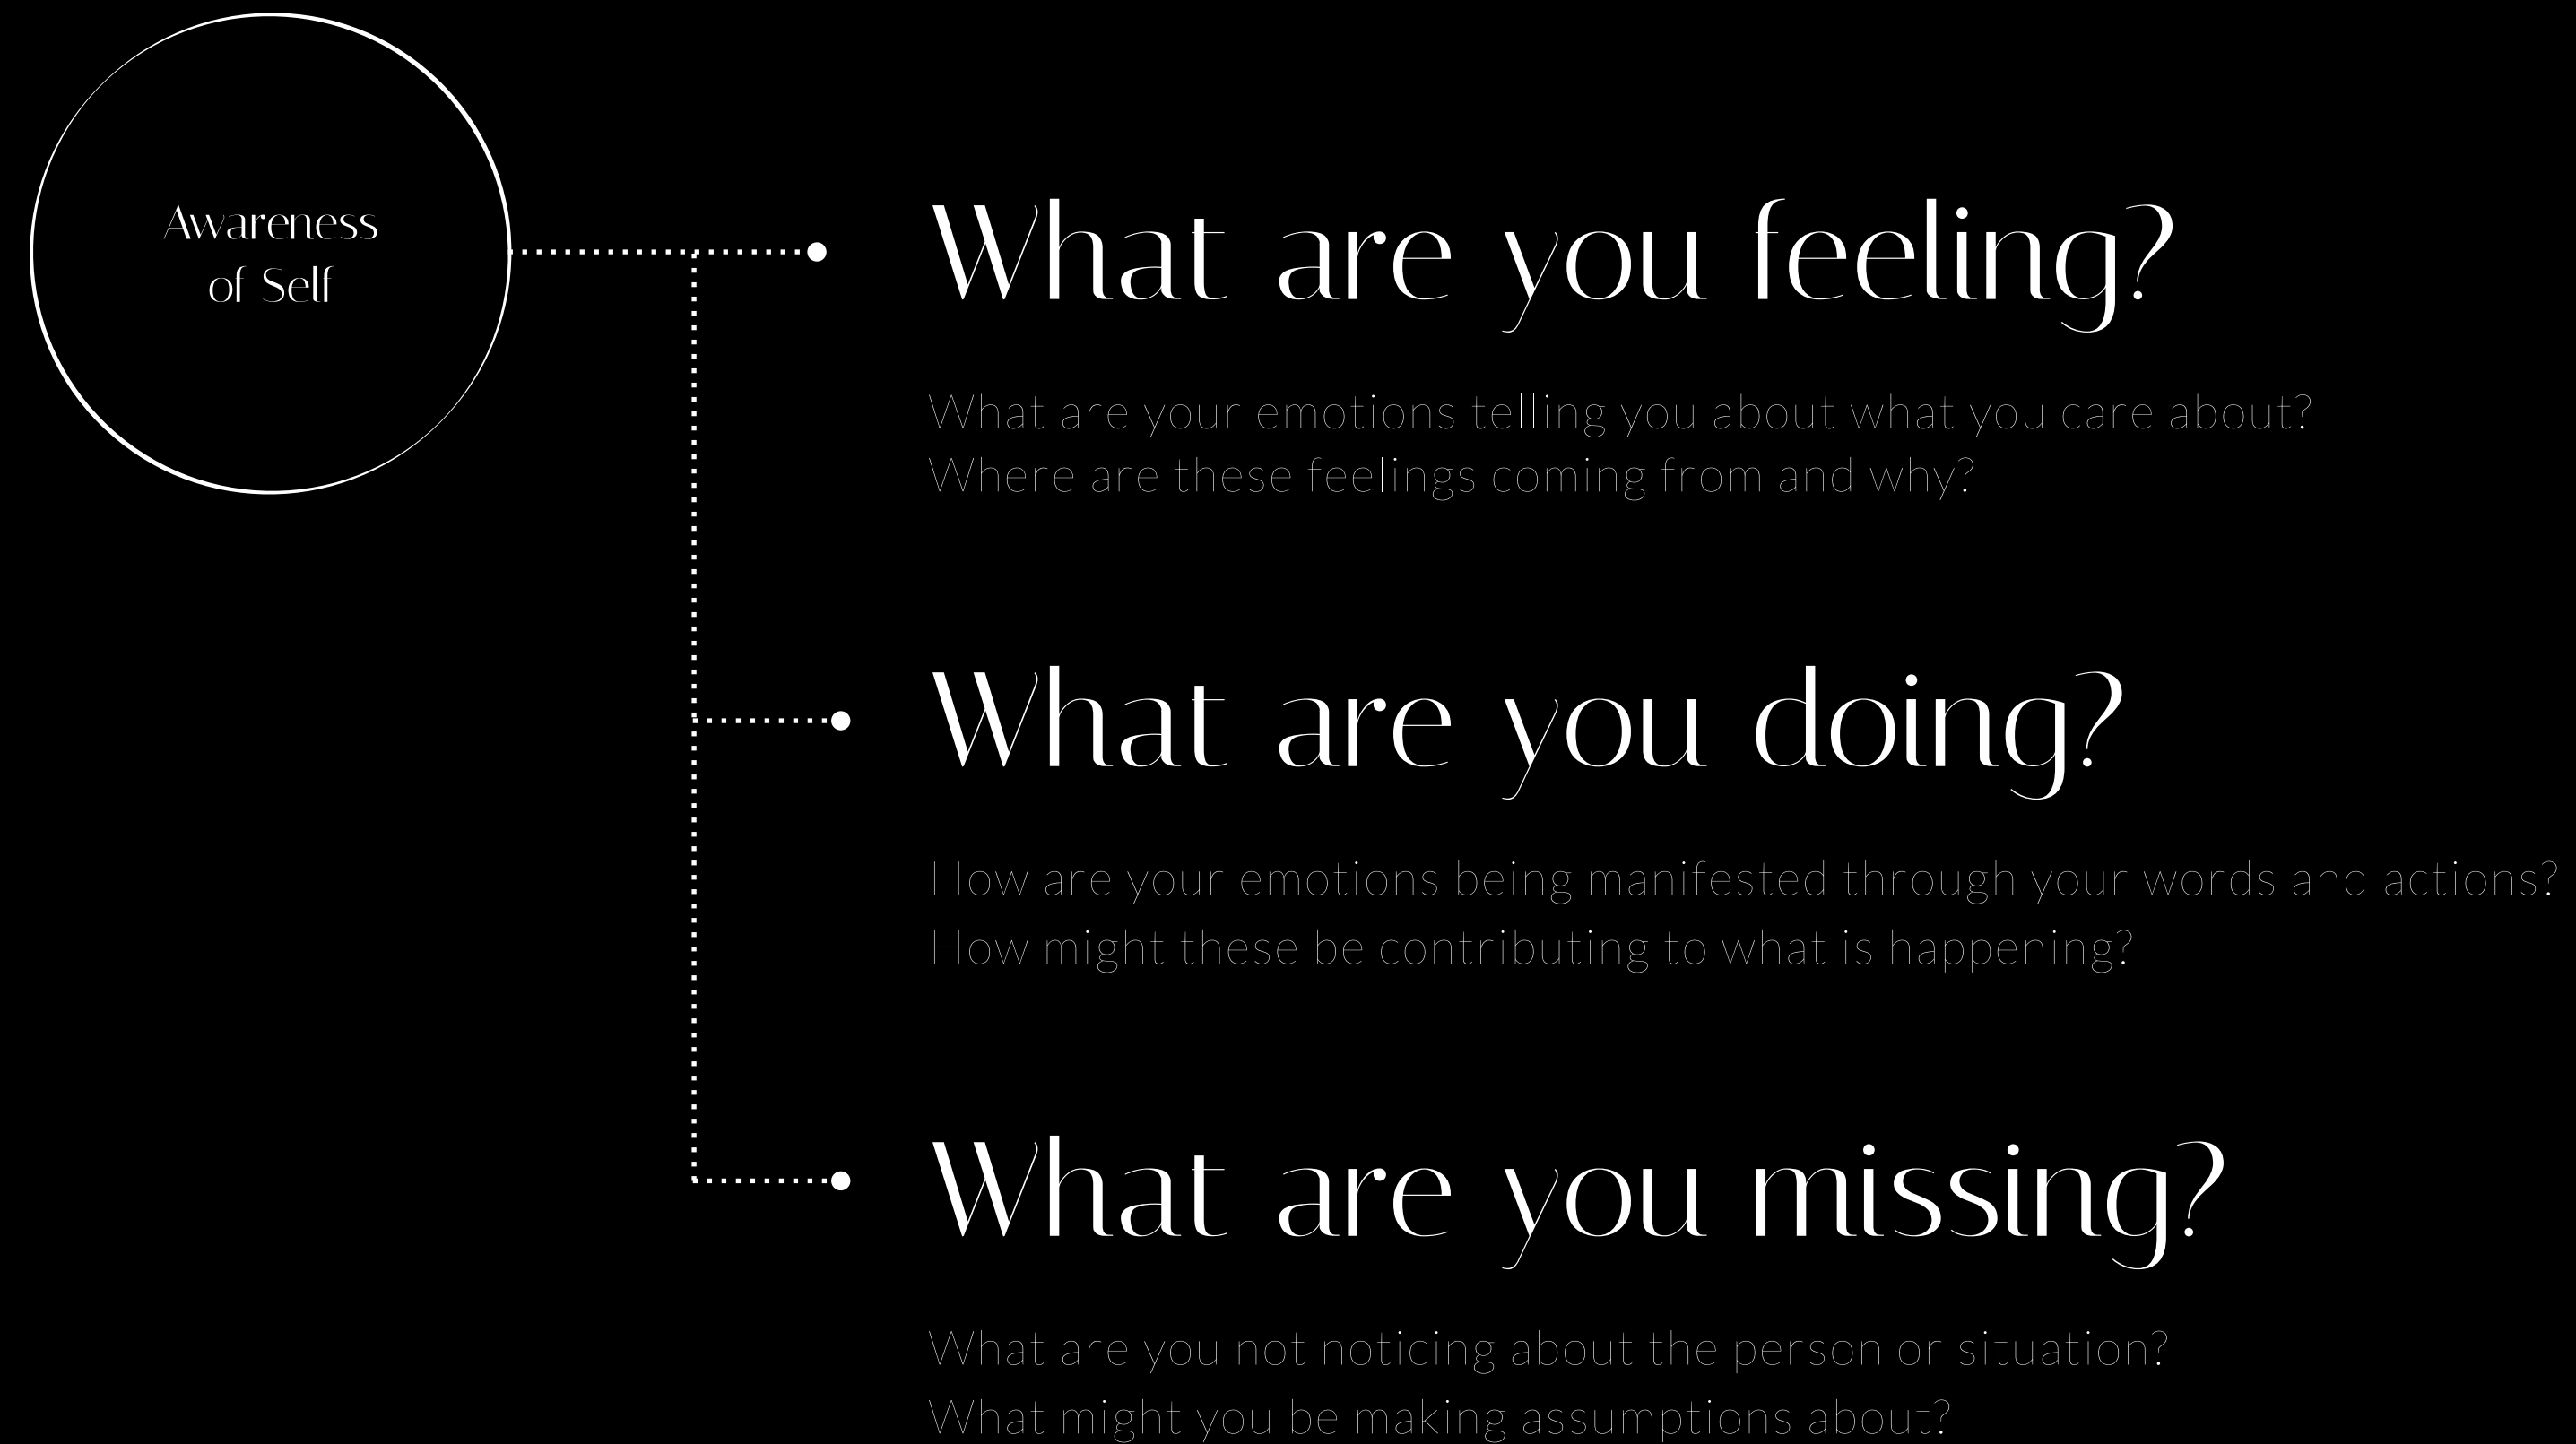 Awareness
of Self
What are you feeling?
What are your emotions telling you about what you care about?
Where are these feelings coming from and why?
What are you doing?
How are your emotions being manifested through your words and actions?
How might these be contributing to what is happening?
What are you missing?
What are you not noticing about the person or situation?
What might you be making assumptions about?